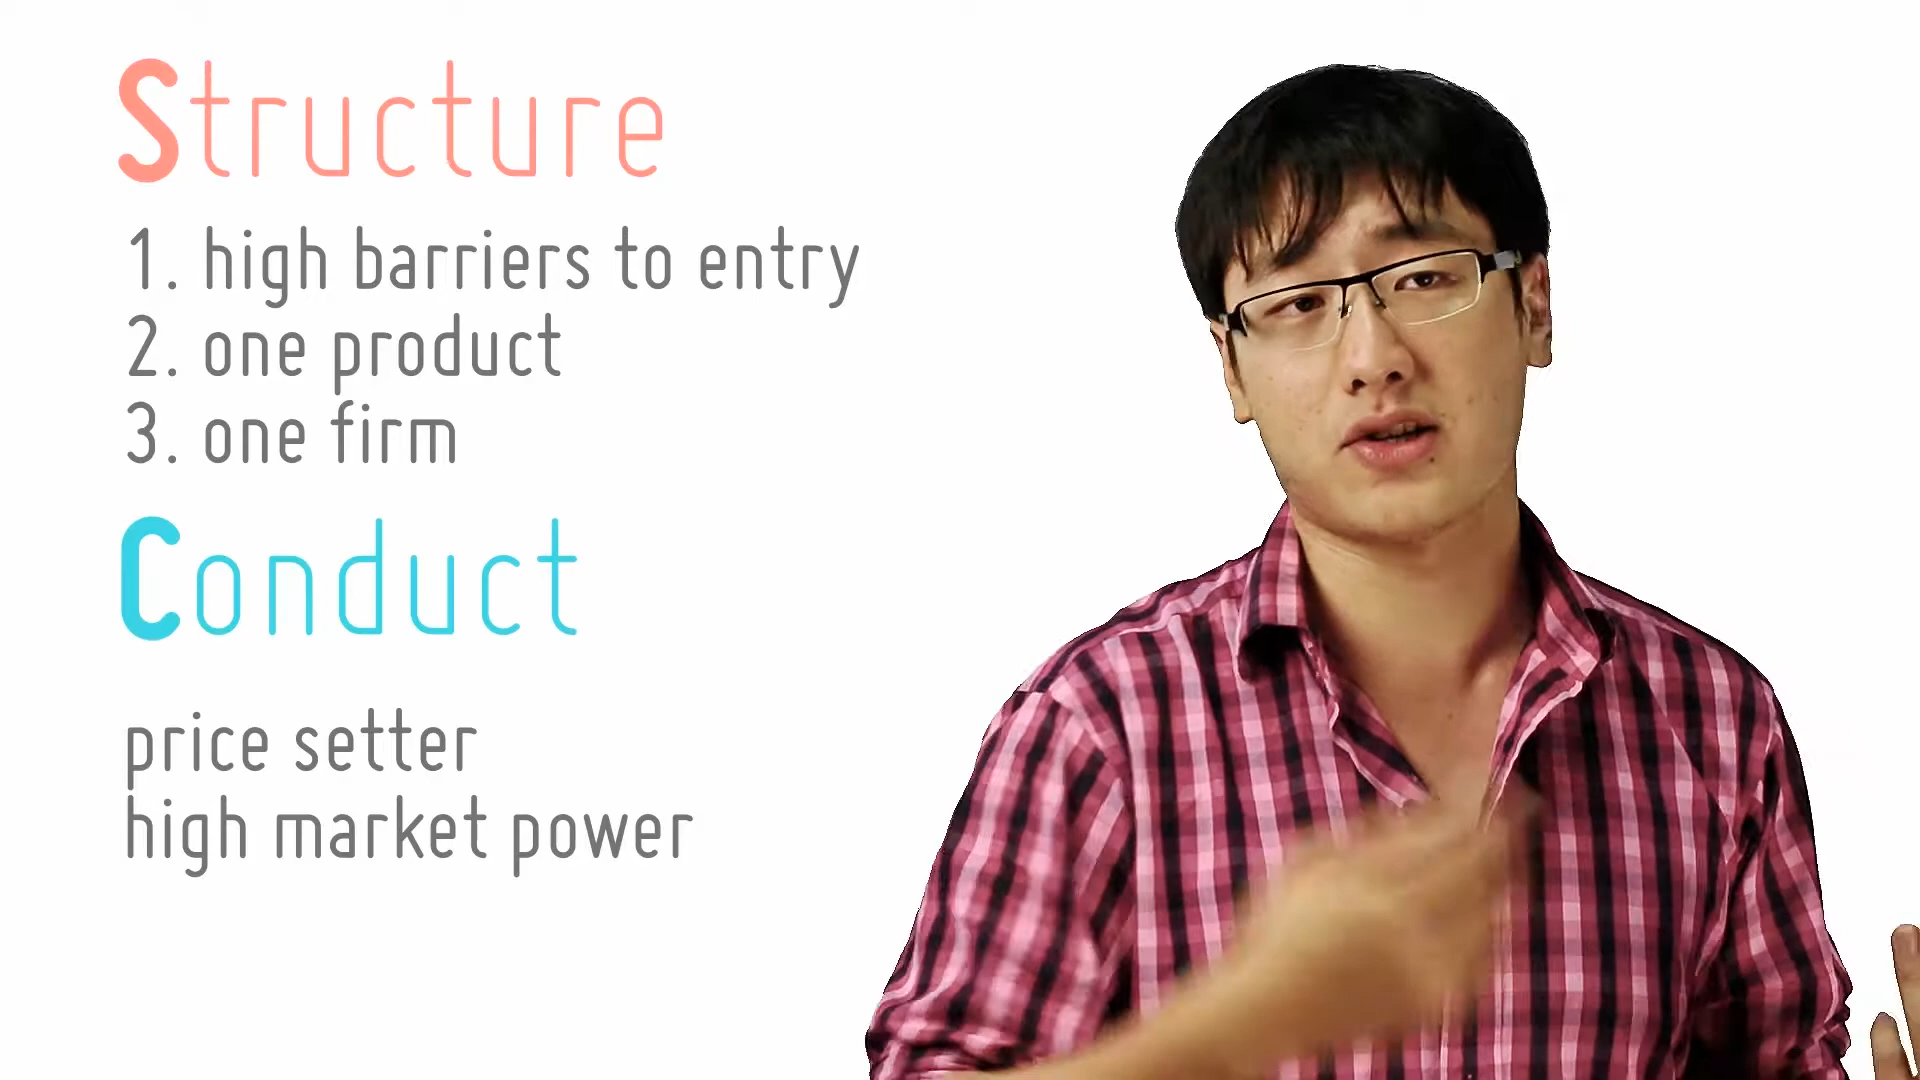 Structure
1. high barriers to entry
2. one product
3. one firm
Conduct
price setter
high market power